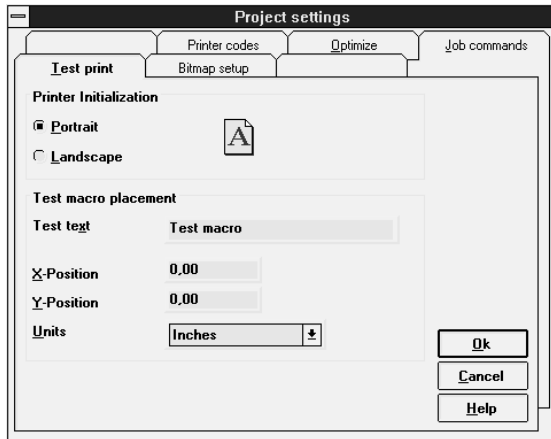 Project settings
Printer codes Optimize Job commands
Test print Bitmap setup
Printer Initialization
Portrait
A
Landscape
Test macro placement
Test text Test macro
X-Position 0,00
Y-Position 0,00
Units Inches
Ok
Cancel
Help